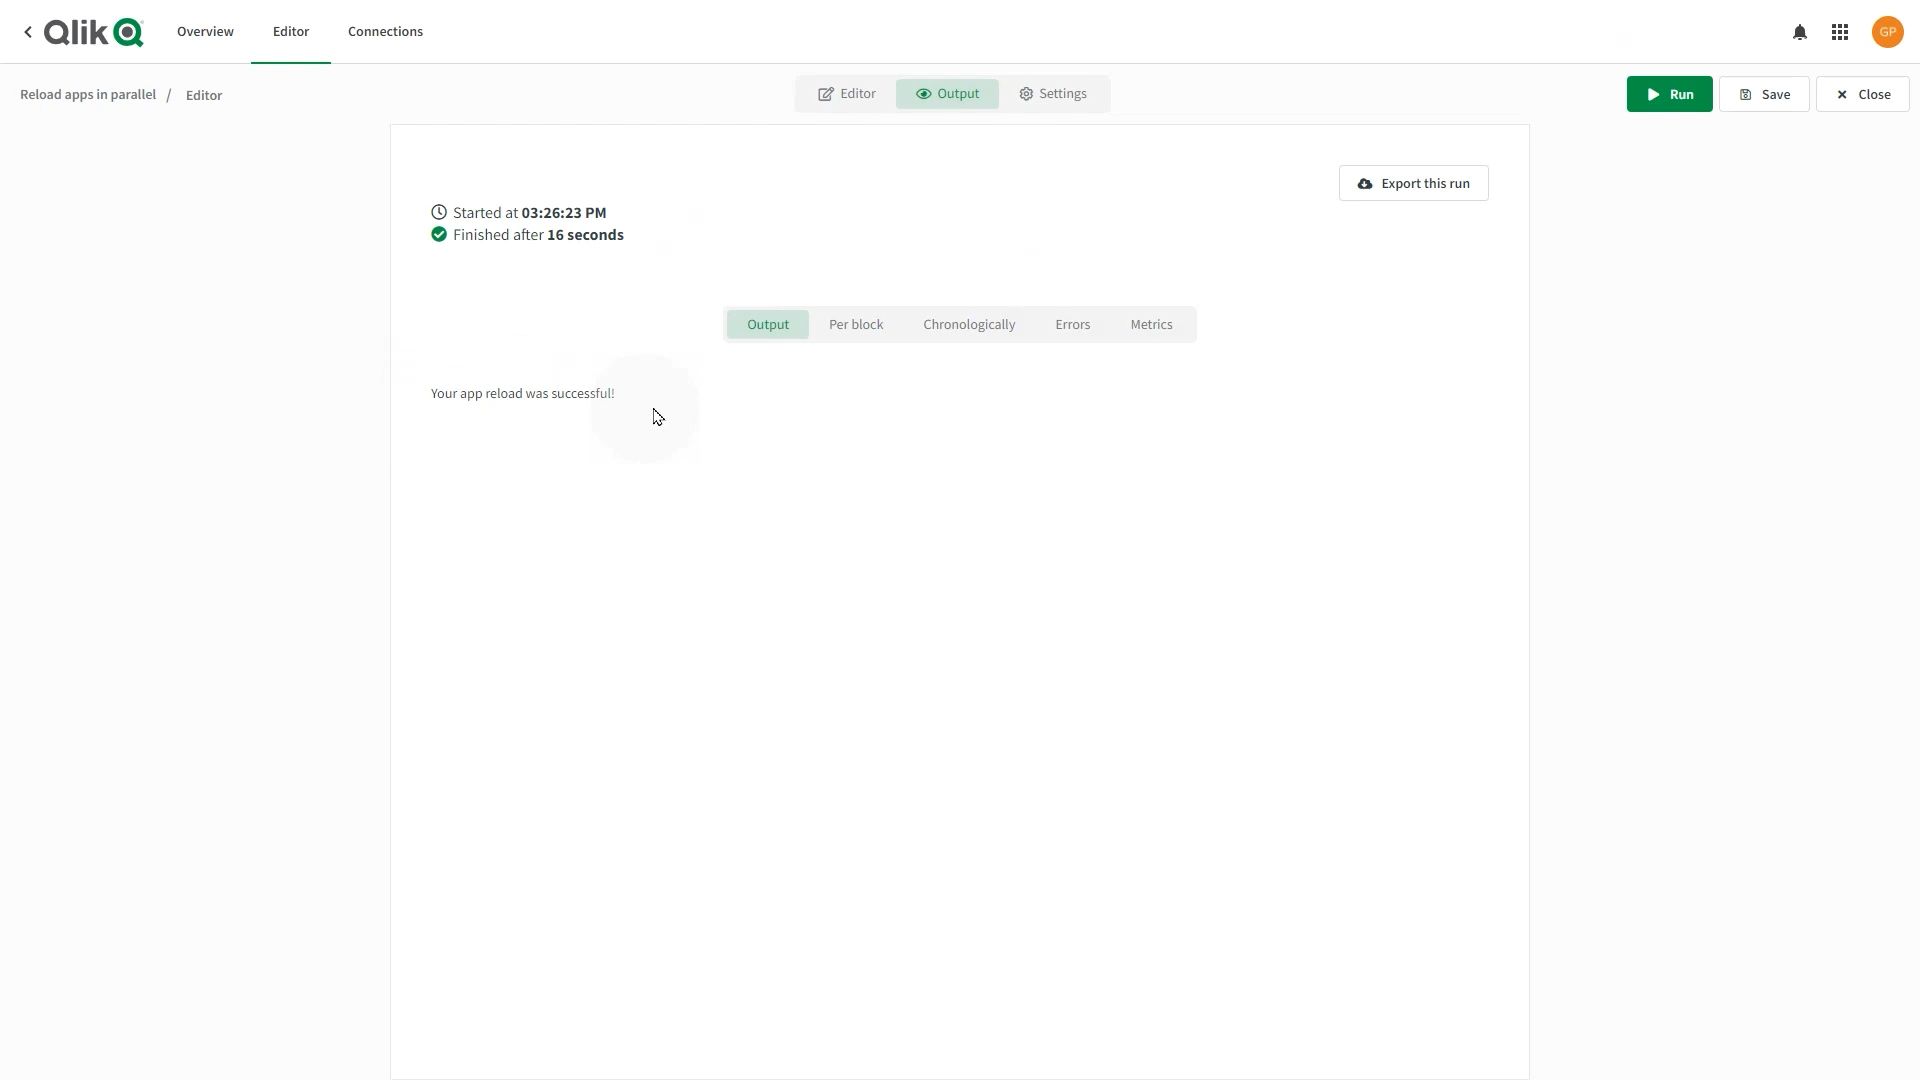 Qlik
Overview
Editor
Connections
GP
Reload apps in parallel / Editor
Editor
Output
Settings
Run
Save
Close
Export this run
Started at 03:26:23 PM
Finished after 16 seconds
Output
Per block
Chronologically
Errors
Metrics
Your app reload was successful!